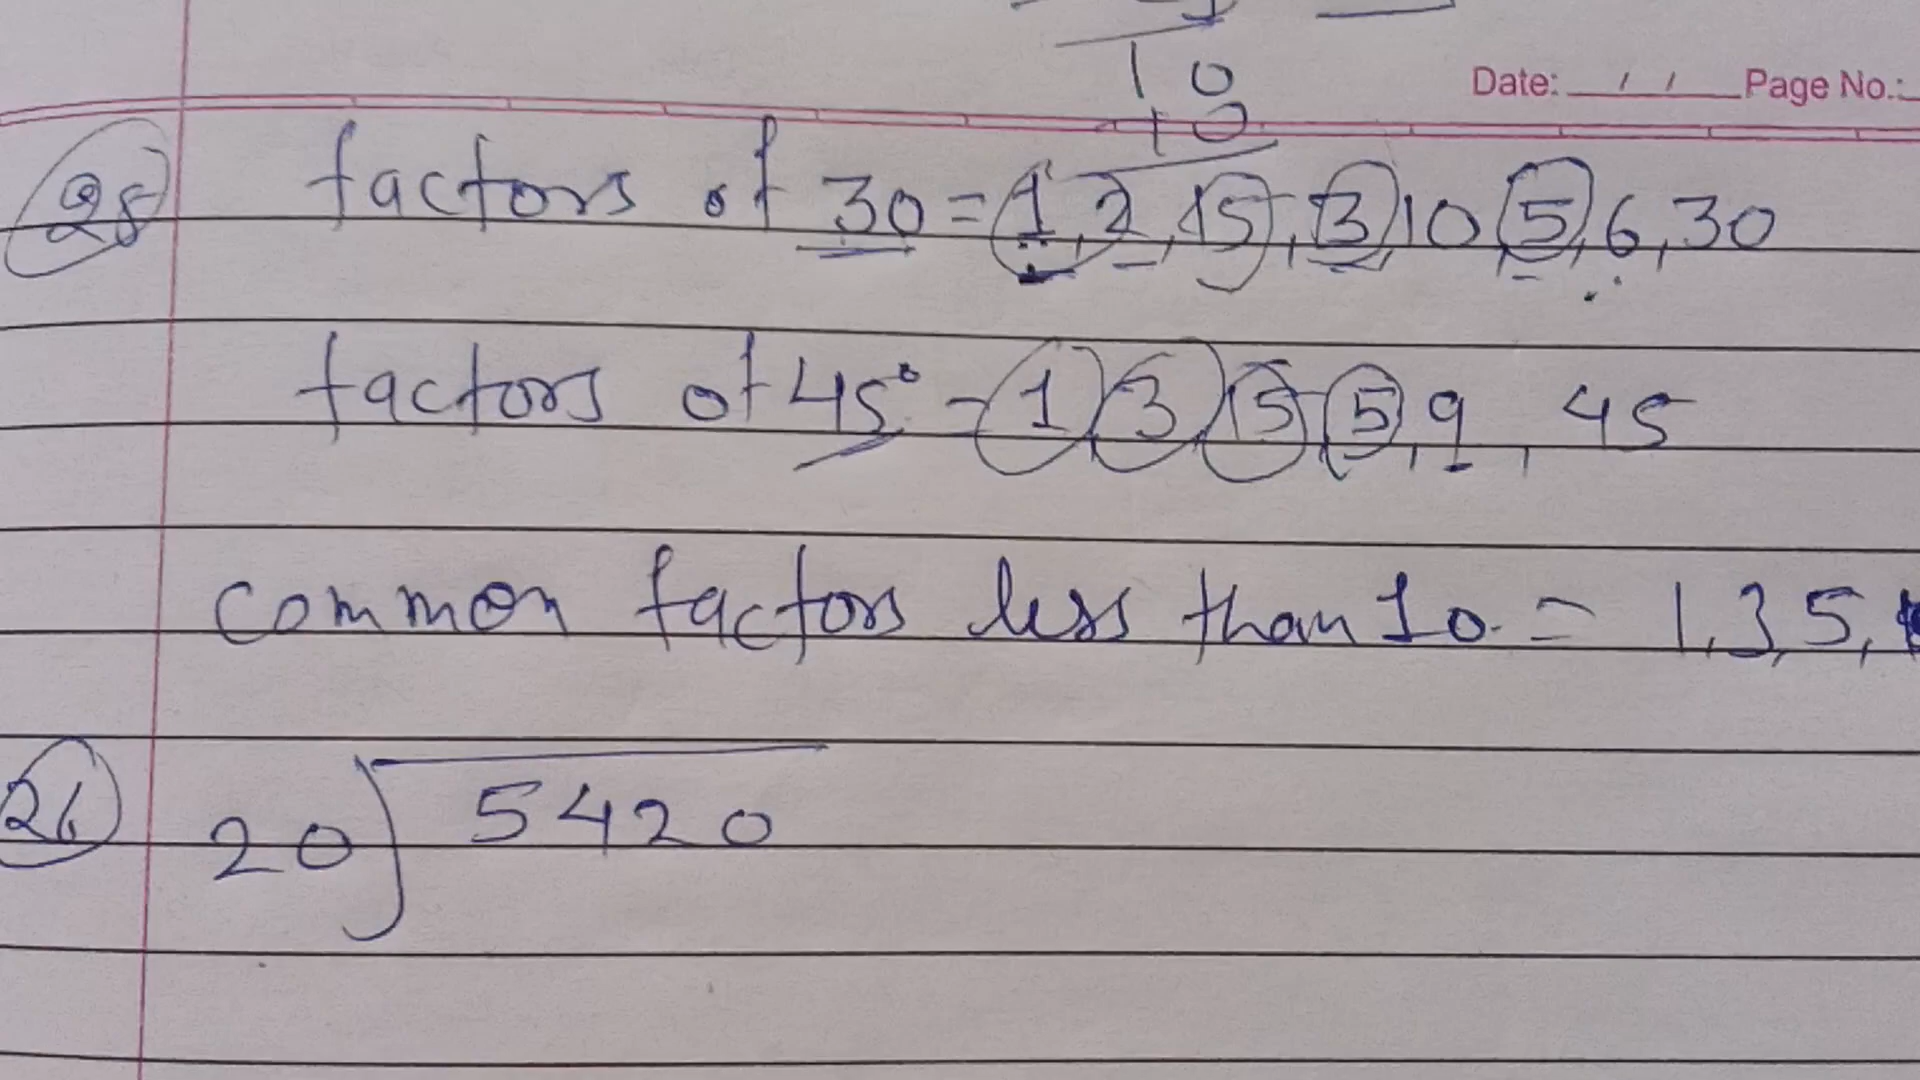 10
Date: / / Page No.:
10
25 factors of 30 = 1, 2, 15, 3, 10, 5, 6, 30
factors of 45 - 1, 3, 15, 5, 9, 45
common factors less than 10 = 1, 3, 5,
26 20 ) 5420